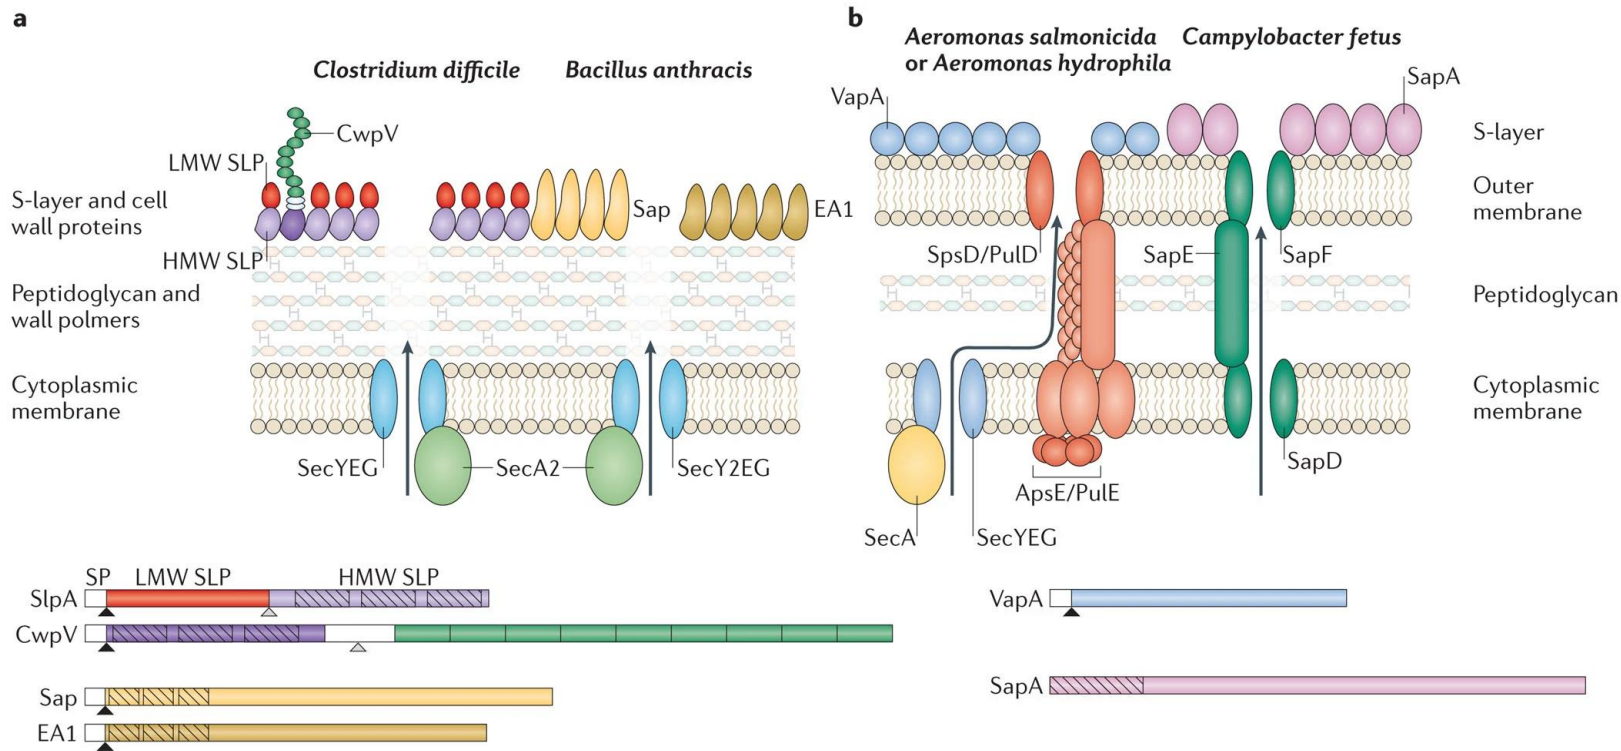 a
Clostridium difficile
Bacillus anthracis
CwpV
LMW SLP
S-layer and cell
wall proteins
Sap
EA1
HMW SLP
Peptidoglycan and
wall polmers
Cytoplasmic
membrane
SecYEG
SecA2
SecY2EG
SP
LMW SLP
HMW SLP
SlpA
CwpV
Sap
EA1
b
Aeromonas salmonicida
or Aeromonas hydrophila
Campylobacter fetus
SapA
VapA
S-layer
Outer
membrane
SpsD/PulD
SapE
SapF
Peptidoglycan
Cytoplasmic
membrane
SapD
ApsE/PulE
SecA
SecYEG
VapA
SapA